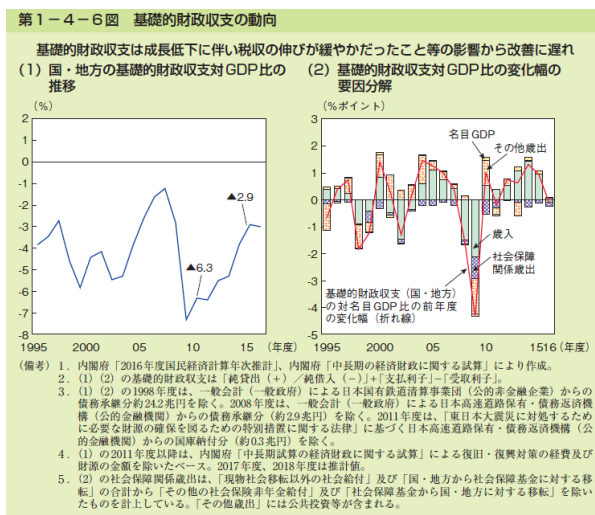 第1－4－6図　基礎的財政収支の動向
基礎的財政収支は成長低下に伴い税収の伸びが緩やかだったこと等の影響から改善に遅れ
（1）国・地方の基礎的財政収支対GDP比の
推移
（％）
2
1
0
-1
-2
-3
-4
-5
-6
-7
-8
▲2.9
▲6.3
1995
2000
05
10
15
（年度）
（2）基礎的財政収支対GDP比の変化幅の
要因分解
（％ポイント）
3
2
1
0
-1
-2
-3
-4
-5
名目GDP
その他歳出
歳入
社会保障
関係歳出
基礎的財政収支（国・地方）
の対名目GDP比の前年度
の変化幅（折れ線）
1995
2000
05
10
1516（年度）
（備考）1．内閣府「2016年度国民経済計算年次推計」、内閣府「中長期の経済財政に関する試算」により作成。
2．（1）（2）の基礎的財政収支は「純貸出（＋）／純借入（－）」＋「支払利子」－「受取利子」。
3．（1）（2）の1998年度は、一般会計（一般政府）による日本国有鉄道清算事業団（公的非金融企業）からの
債務承継分約24.2兆円を除く。2008年度は、一般会計（一般政府）による日本高速道路保有・債務返済機
構（公的金融機関）からの債務承継分（約2.9兆円）を除く。2011年度は、「東日本大震災に対処するため
に必要な財源の確保を図るための特別措置に関する法律」に基づく日本高速道路保有・債務返済機構（公
的金融機関）からの国庫納付分（約0.3兆円）を除く。
4．（1）の2011年度以降は、内閣府「中長期試算の経済財政に関する試算」による復旧・復興対策の経費及び
財源の金額を除いたベース。2017年度、2018年度は推計値。
5．（2）の社会保障関係歳出は、「現物社会移転以外の社会給付」及び「国・地方から社会保障基金に対する移
転」の合計から「その他の社会保険非年金給付」及び「社会保障基金から国・地方に対する移転」を除い
たものを計上している。「その他歳出」には公共投資等が含まれる。